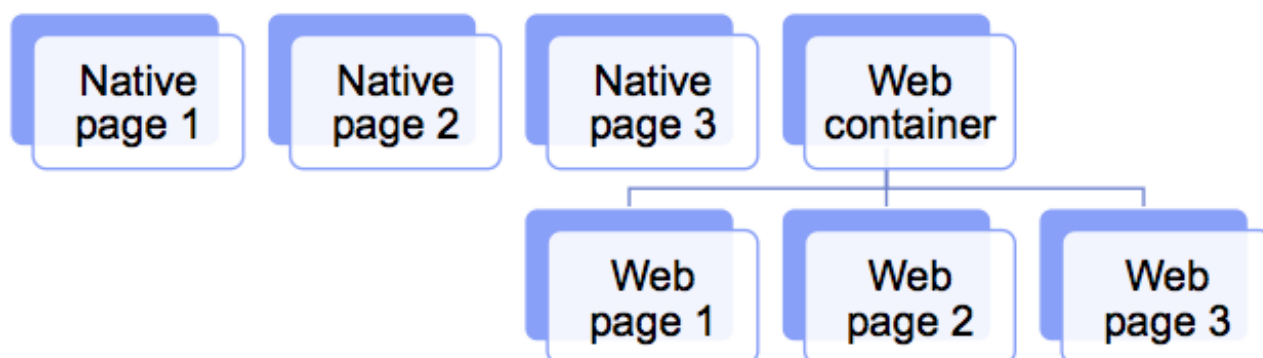 Native
page 1
Native
page 2
Native
page 3
Web
container
Web
page 1
Web
page 2
Web
page 3